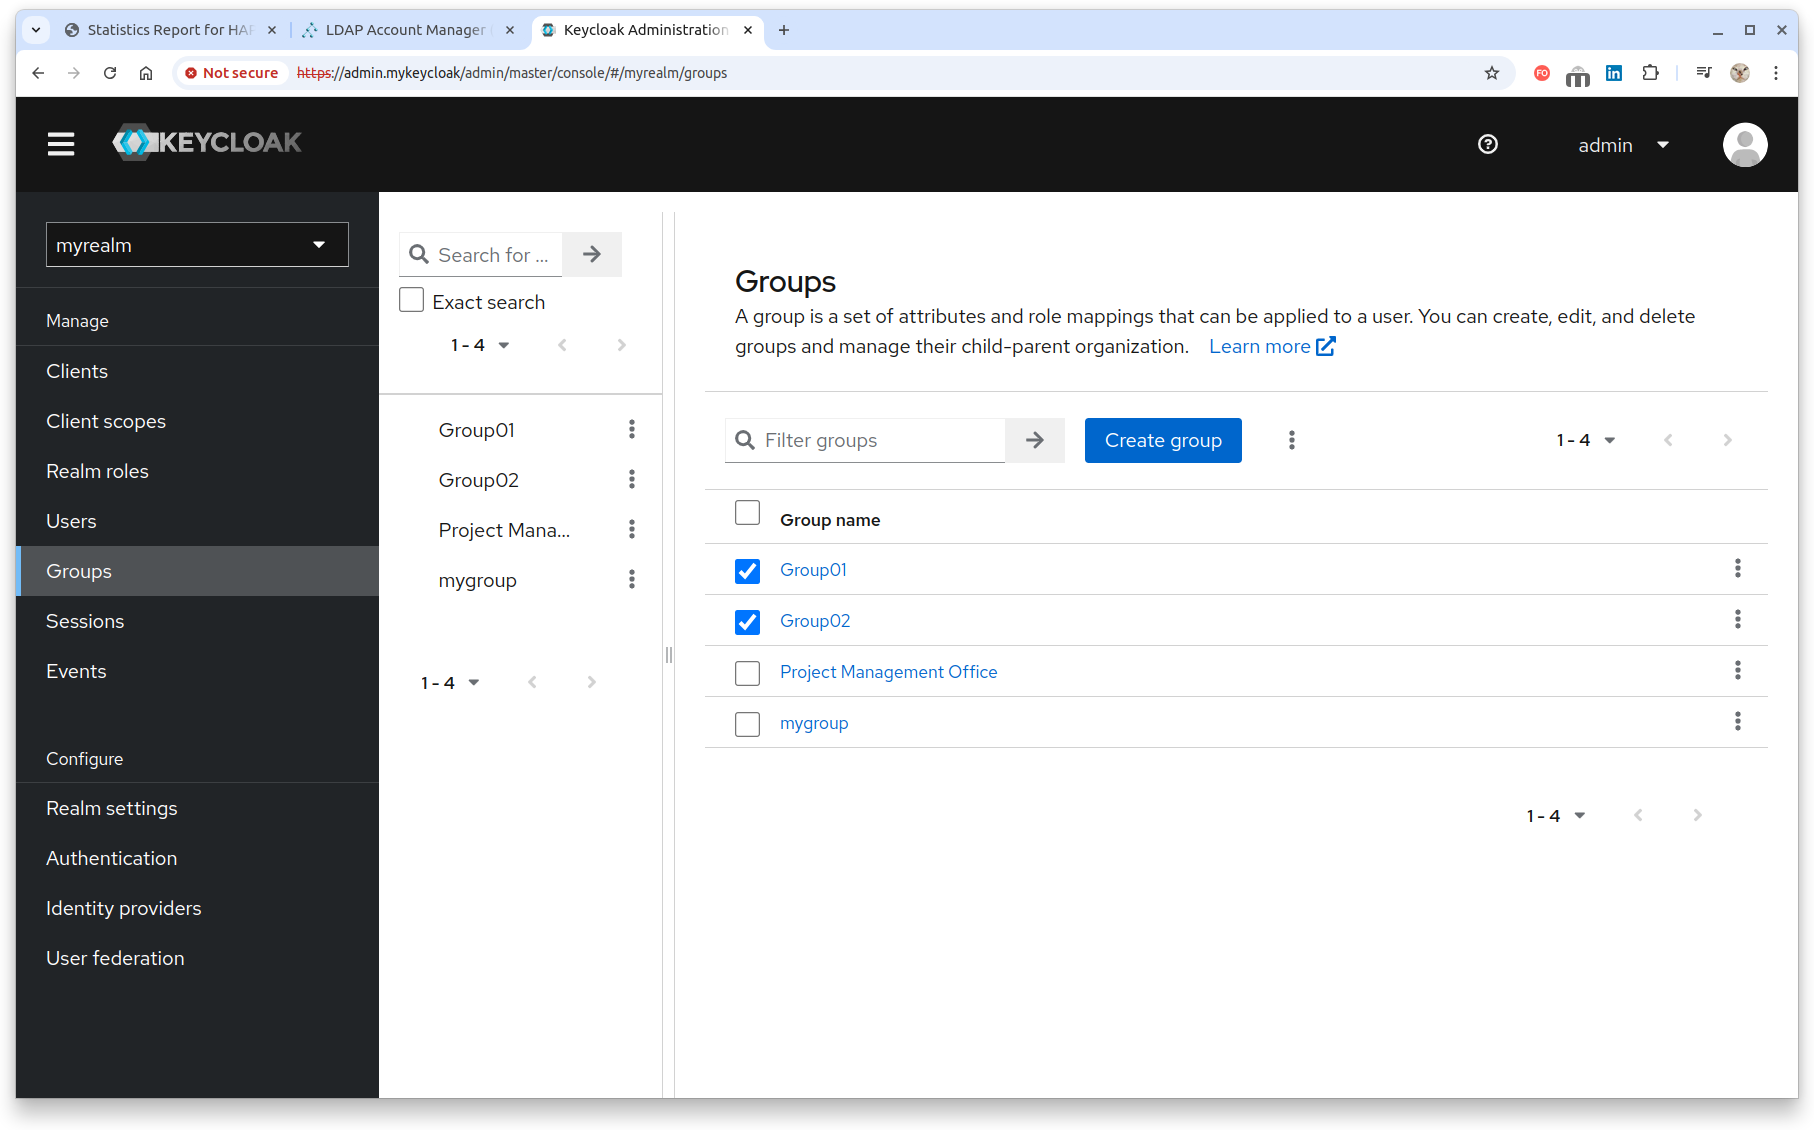 Statistics Report for HAP
LDAP Account Manager
Keycloak Administration
Not secure
https://admin.mykeycloak/admin/master/console/#/myrealm/groups
FO
in
KEYCLOAK
admin
myrealm
Manage
Clients
Client scopes
Realm roles
Users
Groups
Sessions
Events
Configure
Realm settings
Authentication
Identity providers
User federation
Search for ...
Exact search
1 - 4
Group01
Group02
Project Mana...
mygroup
1 - 4
Groups
A group is a set of attributes and role mappings that can be applied to a user. You can create, edit, and delete
groups and manage their child-parent organization. Learn more
Filter groups
Create group
1 - 4
Group name
Group01
Group02
Project Management Office
mygroup
1 - 4